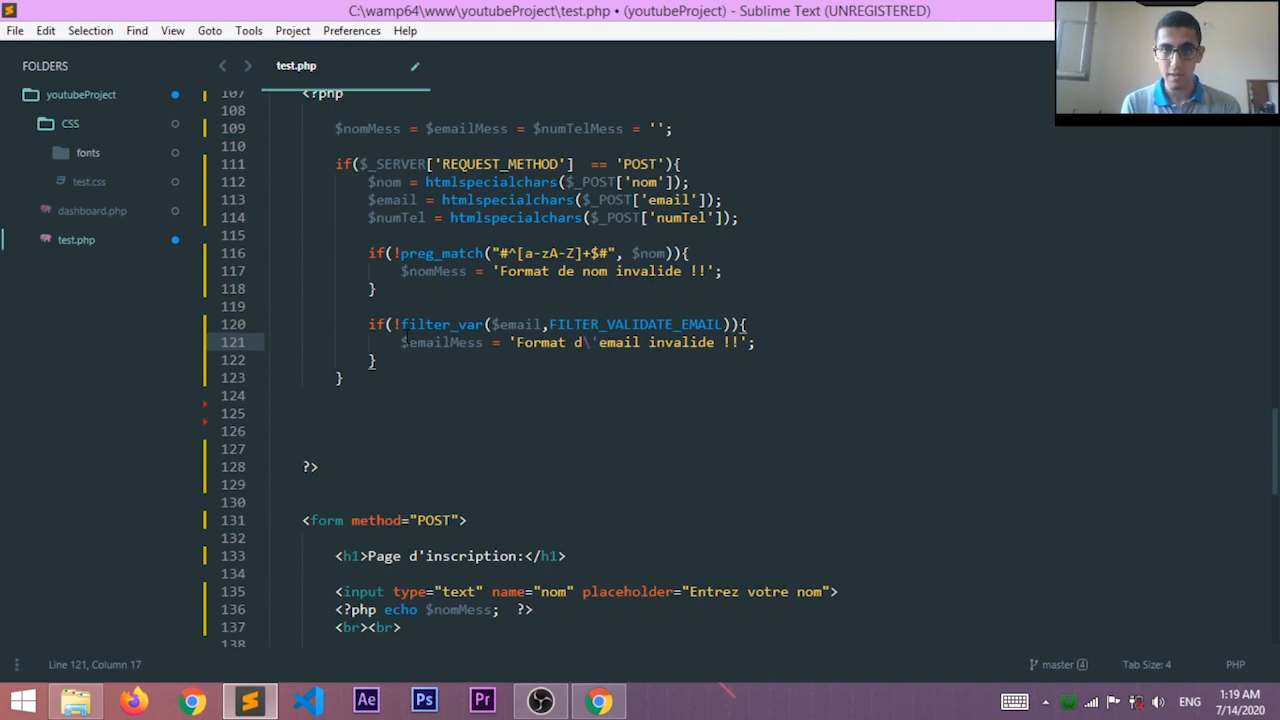 C:\wamp64\www\youtubeProject\test.php • (youtubeProject) - Sublime Text (UNREGISTERED)
File Edit Selection Find View Goto Tools Project Preferences Help
FOLDERS
youtubeProject
CSS
fonts
test.css
dashboard.php
test.php
test.php
107 <?php
108
109 $nomMess = $emailMess = $numTelMess = '';
110
111 if($_SERVER['REQUEST_METHOD'] == 'POST'){
112 $nom = htmlspecialchars($_POST['nom']);
113 $email = htmlspecialchars($_POST['email']);
114 $numTel = htmlspecialchars($_POST['numTel']);
115
116 if(!preg_match("#^[a-zA-Z]+$#", $nom)){
117 $nomMess = 'Format de nom invalide !!';
118 }
119
120 if(!filter_var($email,FILTER_VALIDATE_EMAIL)){
121 $emailMess = 'Format d\'email invalide !!';
122 }
123 }
124
125
126
127
128 ?>
129
130
131 <form method="POST">
132
133 <h1>Page d'inscription:</h1>
134
135 <input type="text" name="nom" placeholder="Entrez votre nom">
136 <?php echo $nomMess; ?>
137 <br><br>
138
Line 121, Column 17
master 4
Tab Size: 4
PHP
Ae
Ps
Pr
ENG
1:19 AM
7/14/2020